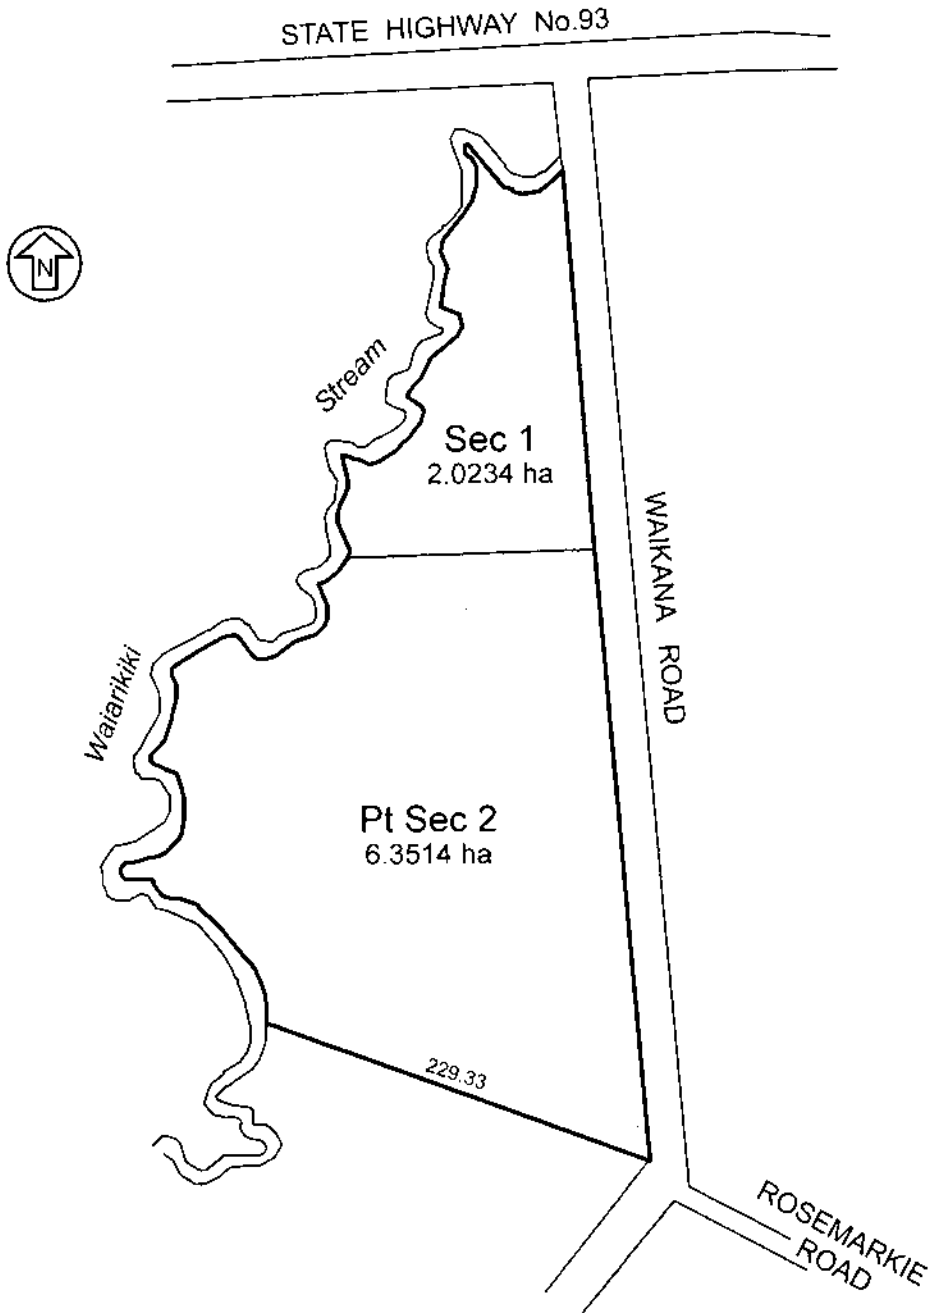 STATE HIGHWAY No.93
N
Stream
Sec 1
2.0234 ha
WAIKANA ROAD
Waiarikiki
Pt Sec 2
6.3514 ha
229.33
ROSEMARKIE
ROAD